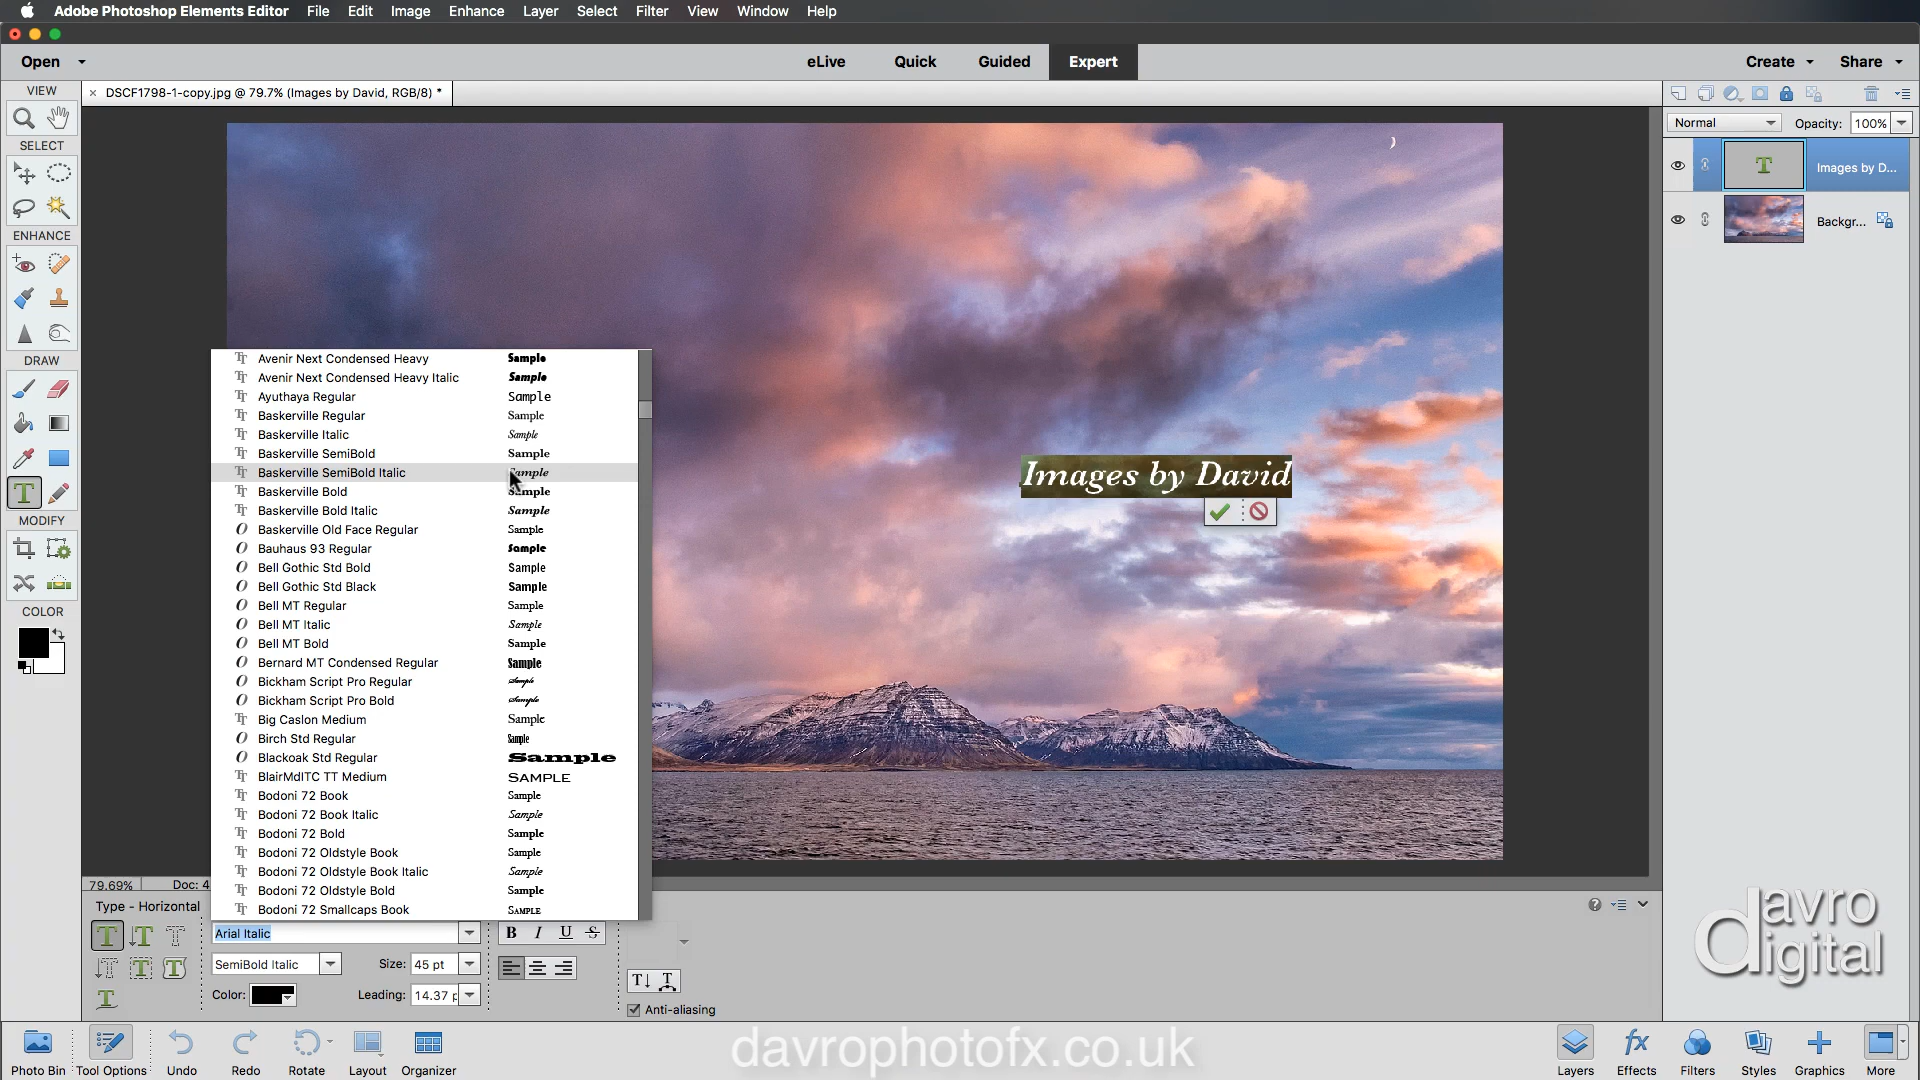 Adobe Photoshop Elements Editor File Edit Image Enhance Layer Select Filter View Window Help
Open eLive Quick Guided Expert Create Share
VIEW
× DSCF1798-1-copy.jpg @ 79.7% (Images by David, RGB/8) *
Normal Opacity: 100%
SELECT
T Images by D...
Backgr...
ENHANCE
DRAW
Avenir Next Condensed Heavy Sample
Avenir Next Condensed Heavy Italic Sample
Ayuthaya Regular Sample
Baskerville Regular Sample
Baskerville Italic Sample
Baskerville SemiBold Sample
Baskerville SemiBold Italic Sample
Baskerville Bold Sample
Baskerville Bold Italic Sample
Baskerville Old Face Regular Sample
Bauhaus 93 Regular Sample
Bell Gothic Std Bold Sample
Bell Gothic Std Black Sample
Bell MT Regular Sample
Bell MT Italic Sample
Bell MT Bold Sample
Bernard MT Condensed Regular Sample
Bickham Script Pro Regular Sample
Bickham Script Pro Bold Sample
Big Caslon Medium Sample
Birch Std Regular Sample
Blackoak Std Regular Sample
BlairMdITC TT Medium SAMPLE
Bodoni 72 Book Sample
Bodoni 72 Book Italic Sample
Bodoni 72 Bold Sample
Bodoni 72 Oldstyle Book Sample
Bodoni 72 Oldstyle Book Italic Sample
Bodoni 72 Oldstyle Bold Sample
Bodoni 72 Smallcaps Book SAMPLE
Images by David
MODIFY
COLOR
79.69% Doc: 4
Type - Horizontal
Arial Italic B I U S
SemiBold Italic Size: 45 pt
Color: Leading: 14.37 p
Anti-aliasing
davro
digital
davrophotofx.co.uk
Photo Bin Tool Options Undo Redo Rotate Layout Organizer Layers Effects Filters Styles Graphics More